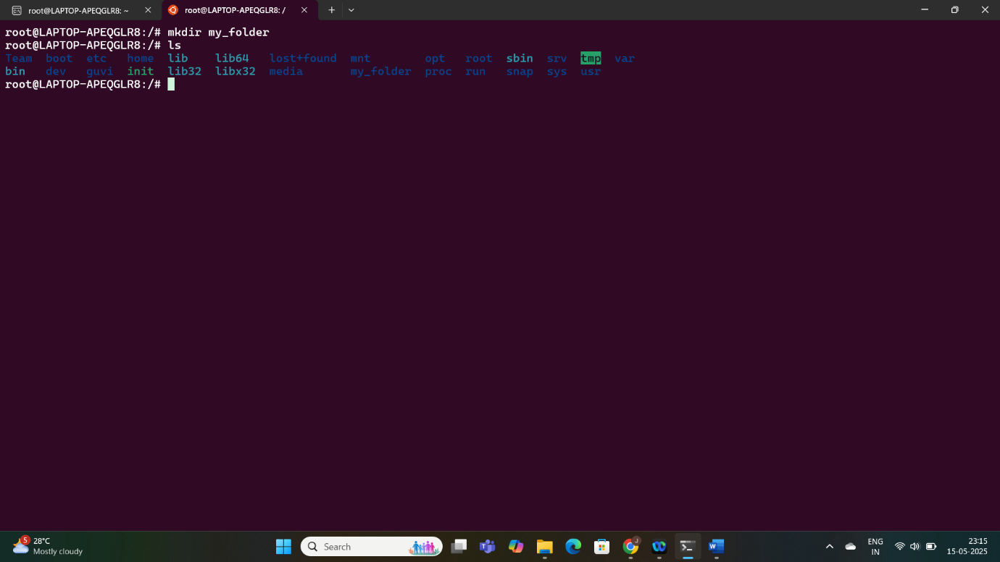 root@LAPTOP-APEQGLR8: ~
root@LAPTOP-APEQGLR8: /
root@LAPTOP-APEQGLR8:/# mkdir my_folder
root@LAPTOP-APEQGLR8:/# ls
Team boot etc home lib lib64 lost+found mnt opt root sbin srv tmp var
bin dev guvi init lib32 libx32 media my_folder proc run snap sys usr
root@LAPTOP-APEQGLR8:/#
5
28°C
Mostly cloudy
Search
ENG
IN
23:15
15-05-2025